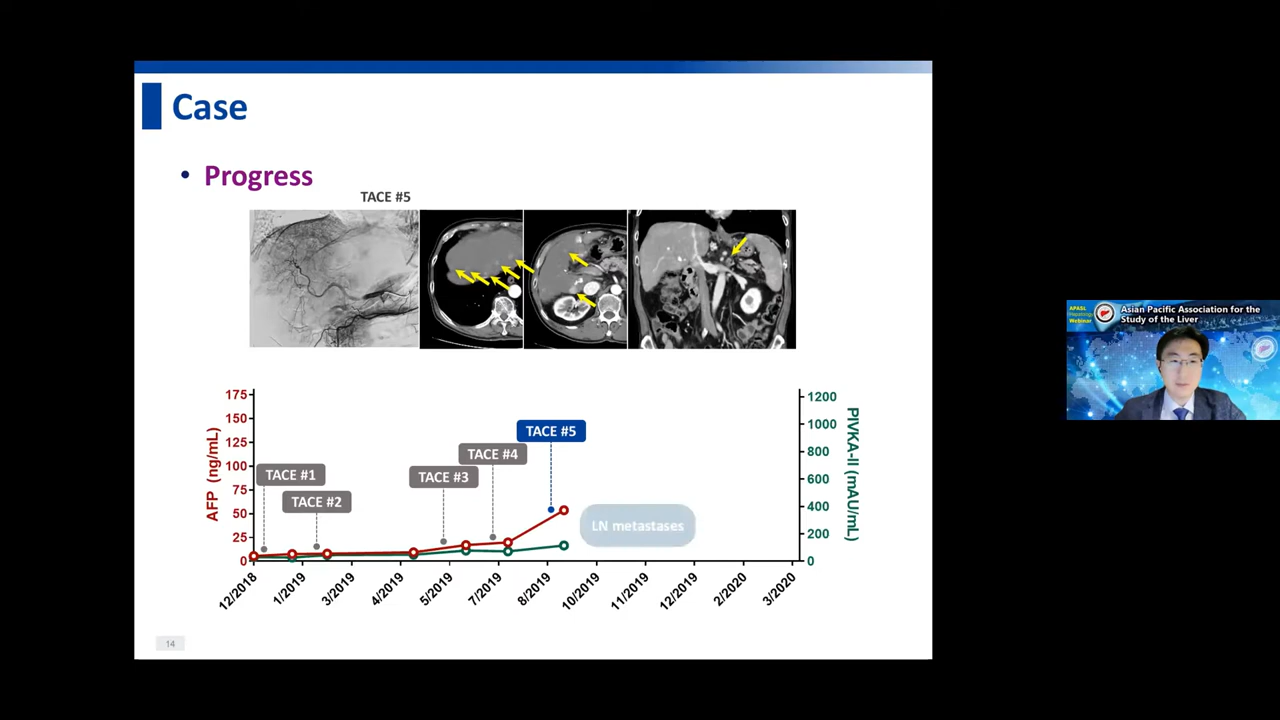 Case
• Progress
TACE #5
AFP (ng/mL)
175
150
125
100
75
50
25
0
TACE #1
TACE #2
TACE #3
TACE #4
TACE #5
LN metastases
1200
1000
800
600
400
200
0
PIVKA-II (mAU/mL)
12/2018
1/2019
3/2019
4/2019
5/2019
7/2019
8/2019
10/2019
11/2019
12/2019
2/2020
3/2020
14
APASL
Hepatology
Webinar
Asian Pacific Association for the
Study of the Liver